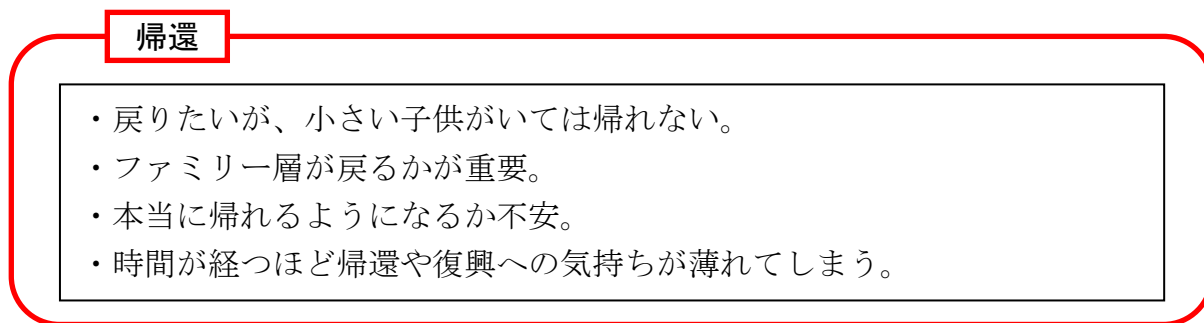 帰還
・戻りたいが、小さい子供がいては帰れない。
・ファミリー層が戻るかが重要。
・本当に帰れるようになるか不安。
・時間が経つほど帰還や復興への気持ちが薄れてしまう。